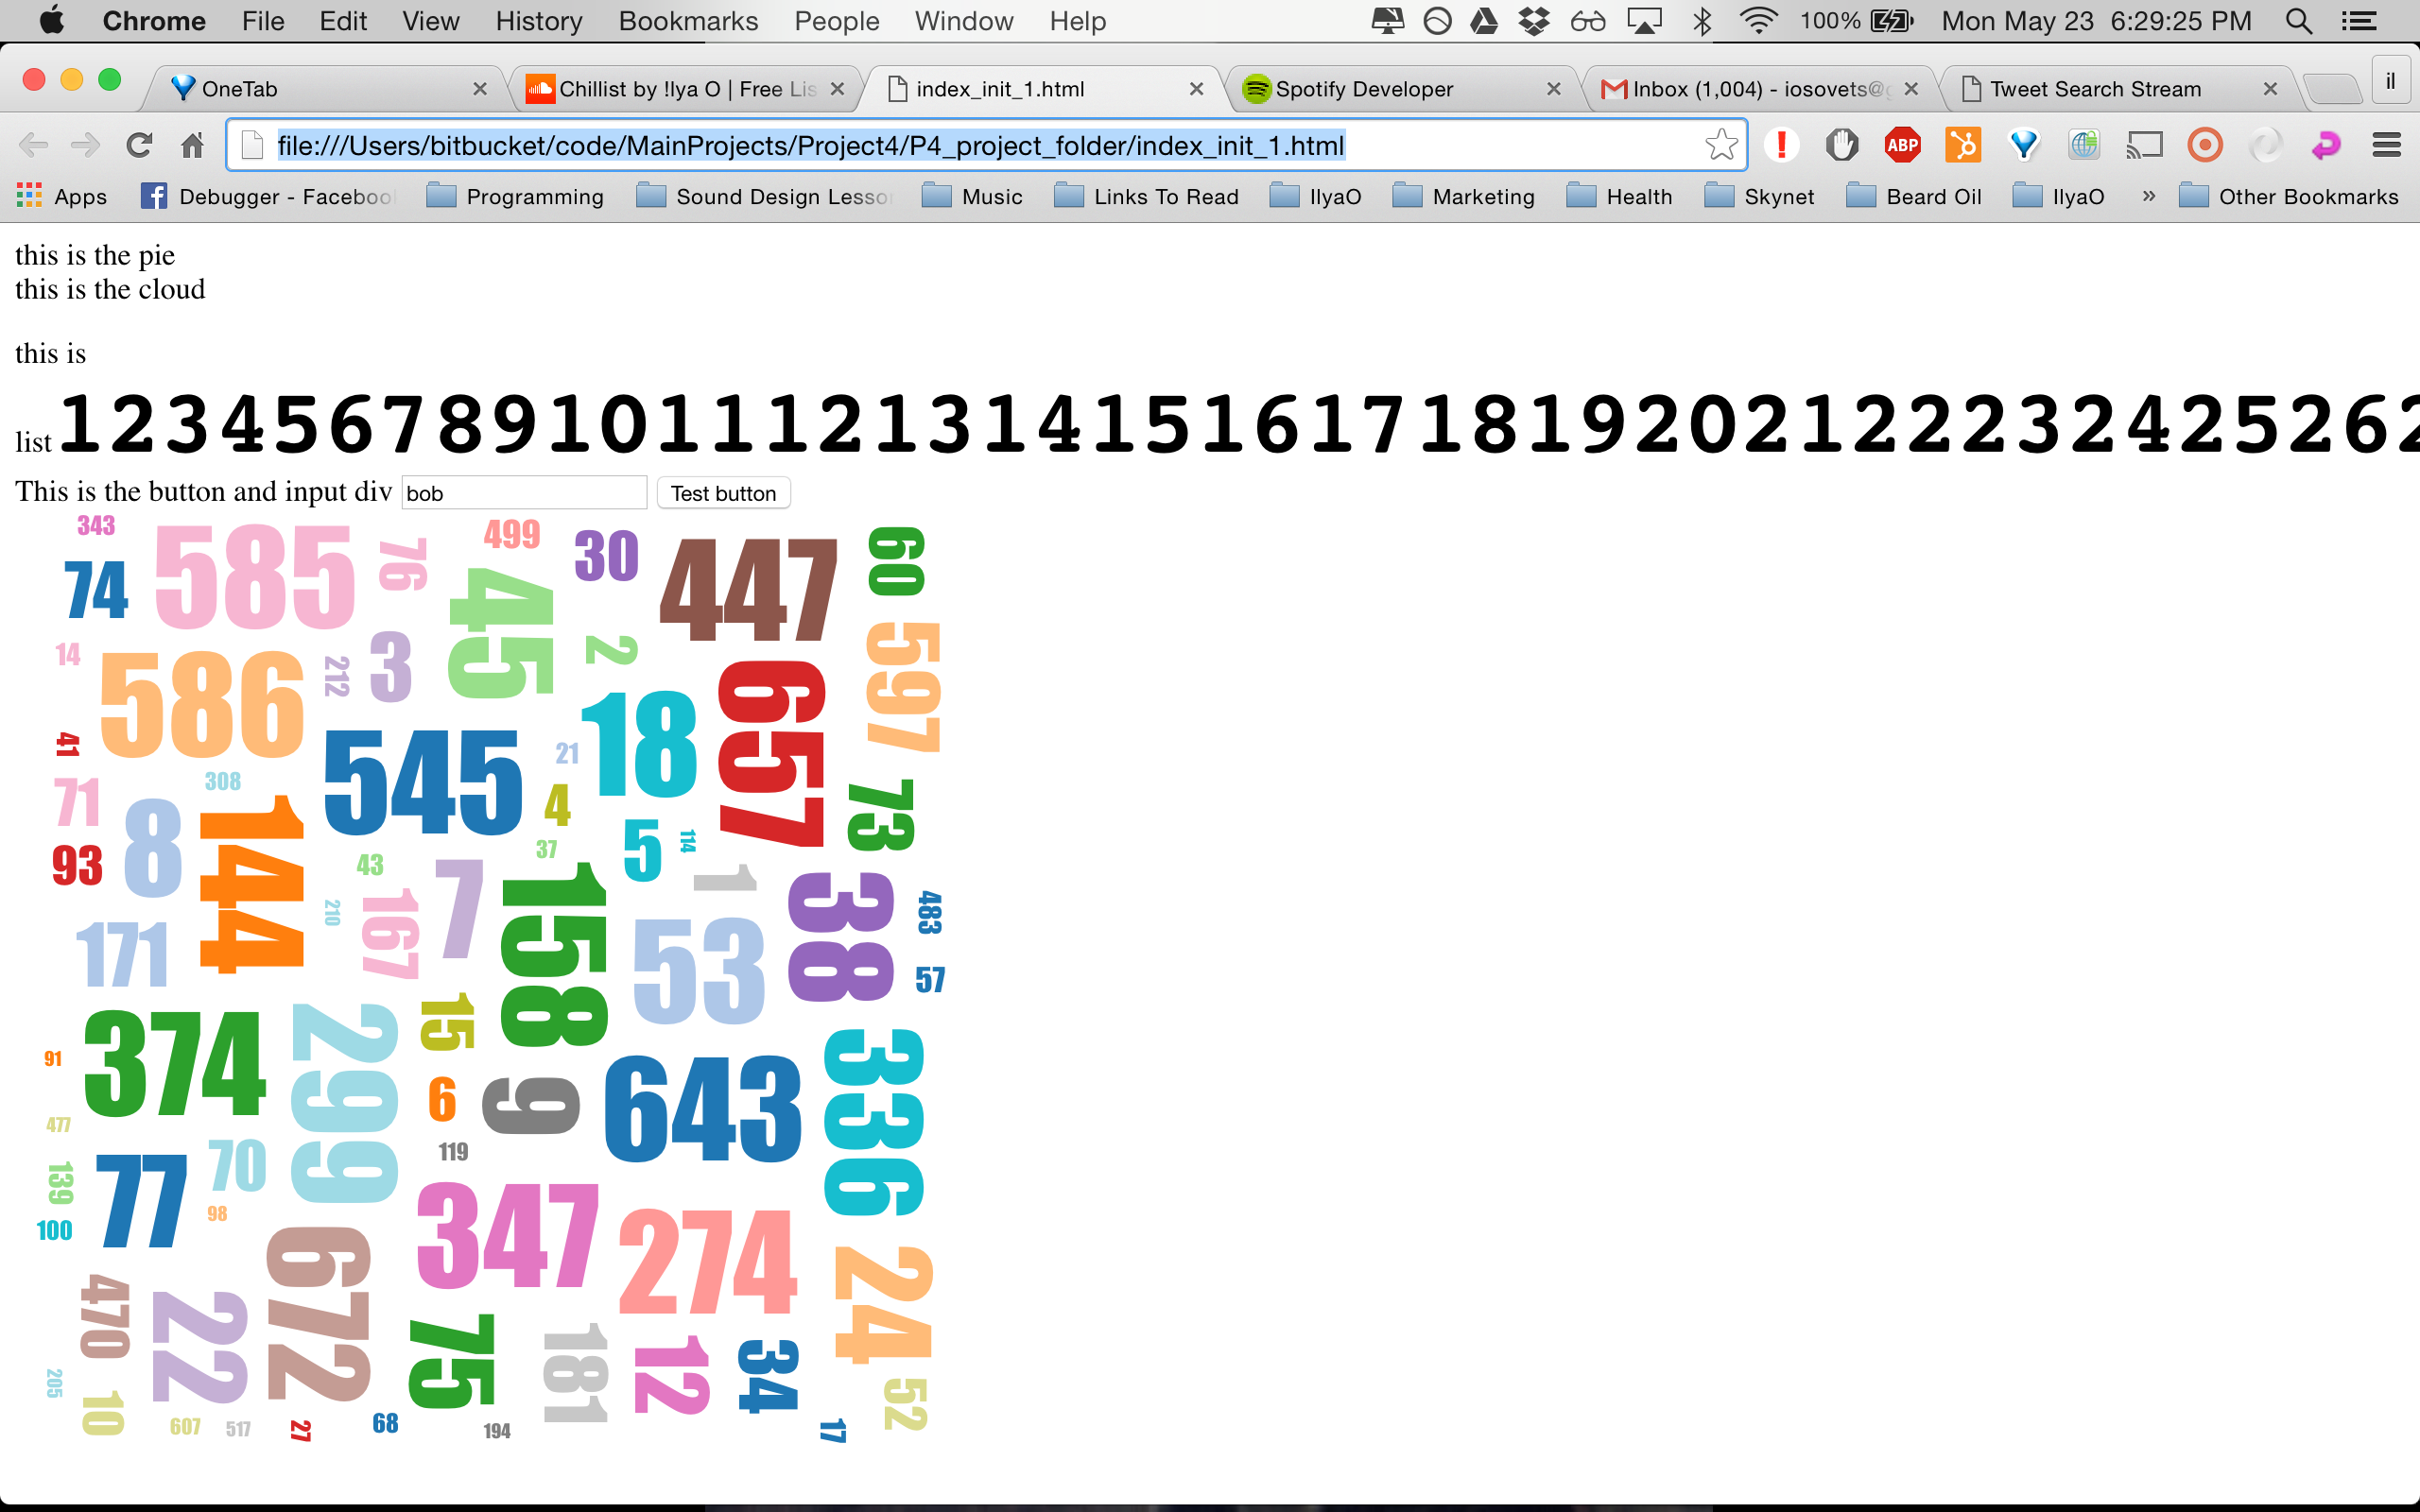 Chrome File Edit View History Bookmarks People Window Help 100% Mon May 23 6:29:25 PM
OneTab Chillist by !lya O | Free Lis index_init_1.html Spotify Developer Inbox (1,004) - iosovets@g Tweet Search Stream il
file:///Users/bitbucket/code/MainProjects/Project4/P4_project_folder/index_init_1.html ABP
Apps Debugger - Faceboo Programming Sound Design Lesso Music Links To Read IlyaO Marketing Health Skynet Beard Oil IlyaO » Other Bookmarks
this is the pie
this is the cloud
this is
list 12345678910111213141516171819202122232425262
This is the button and input div bob Test button
343 585 76 499 30 447 60
74 45
14 586 212 3 2 657 597
41 545 21 18
71 308 4 73
93 8 144 43 37 5 114
210 167 7 158 1 38 483
171 53 57
374 299 15 336
91 6 9 643
477 119
139 77 70
100 98 347 274
470 22 672 75 181 12 34 24
205 10 52
607 517 27 68 194 17